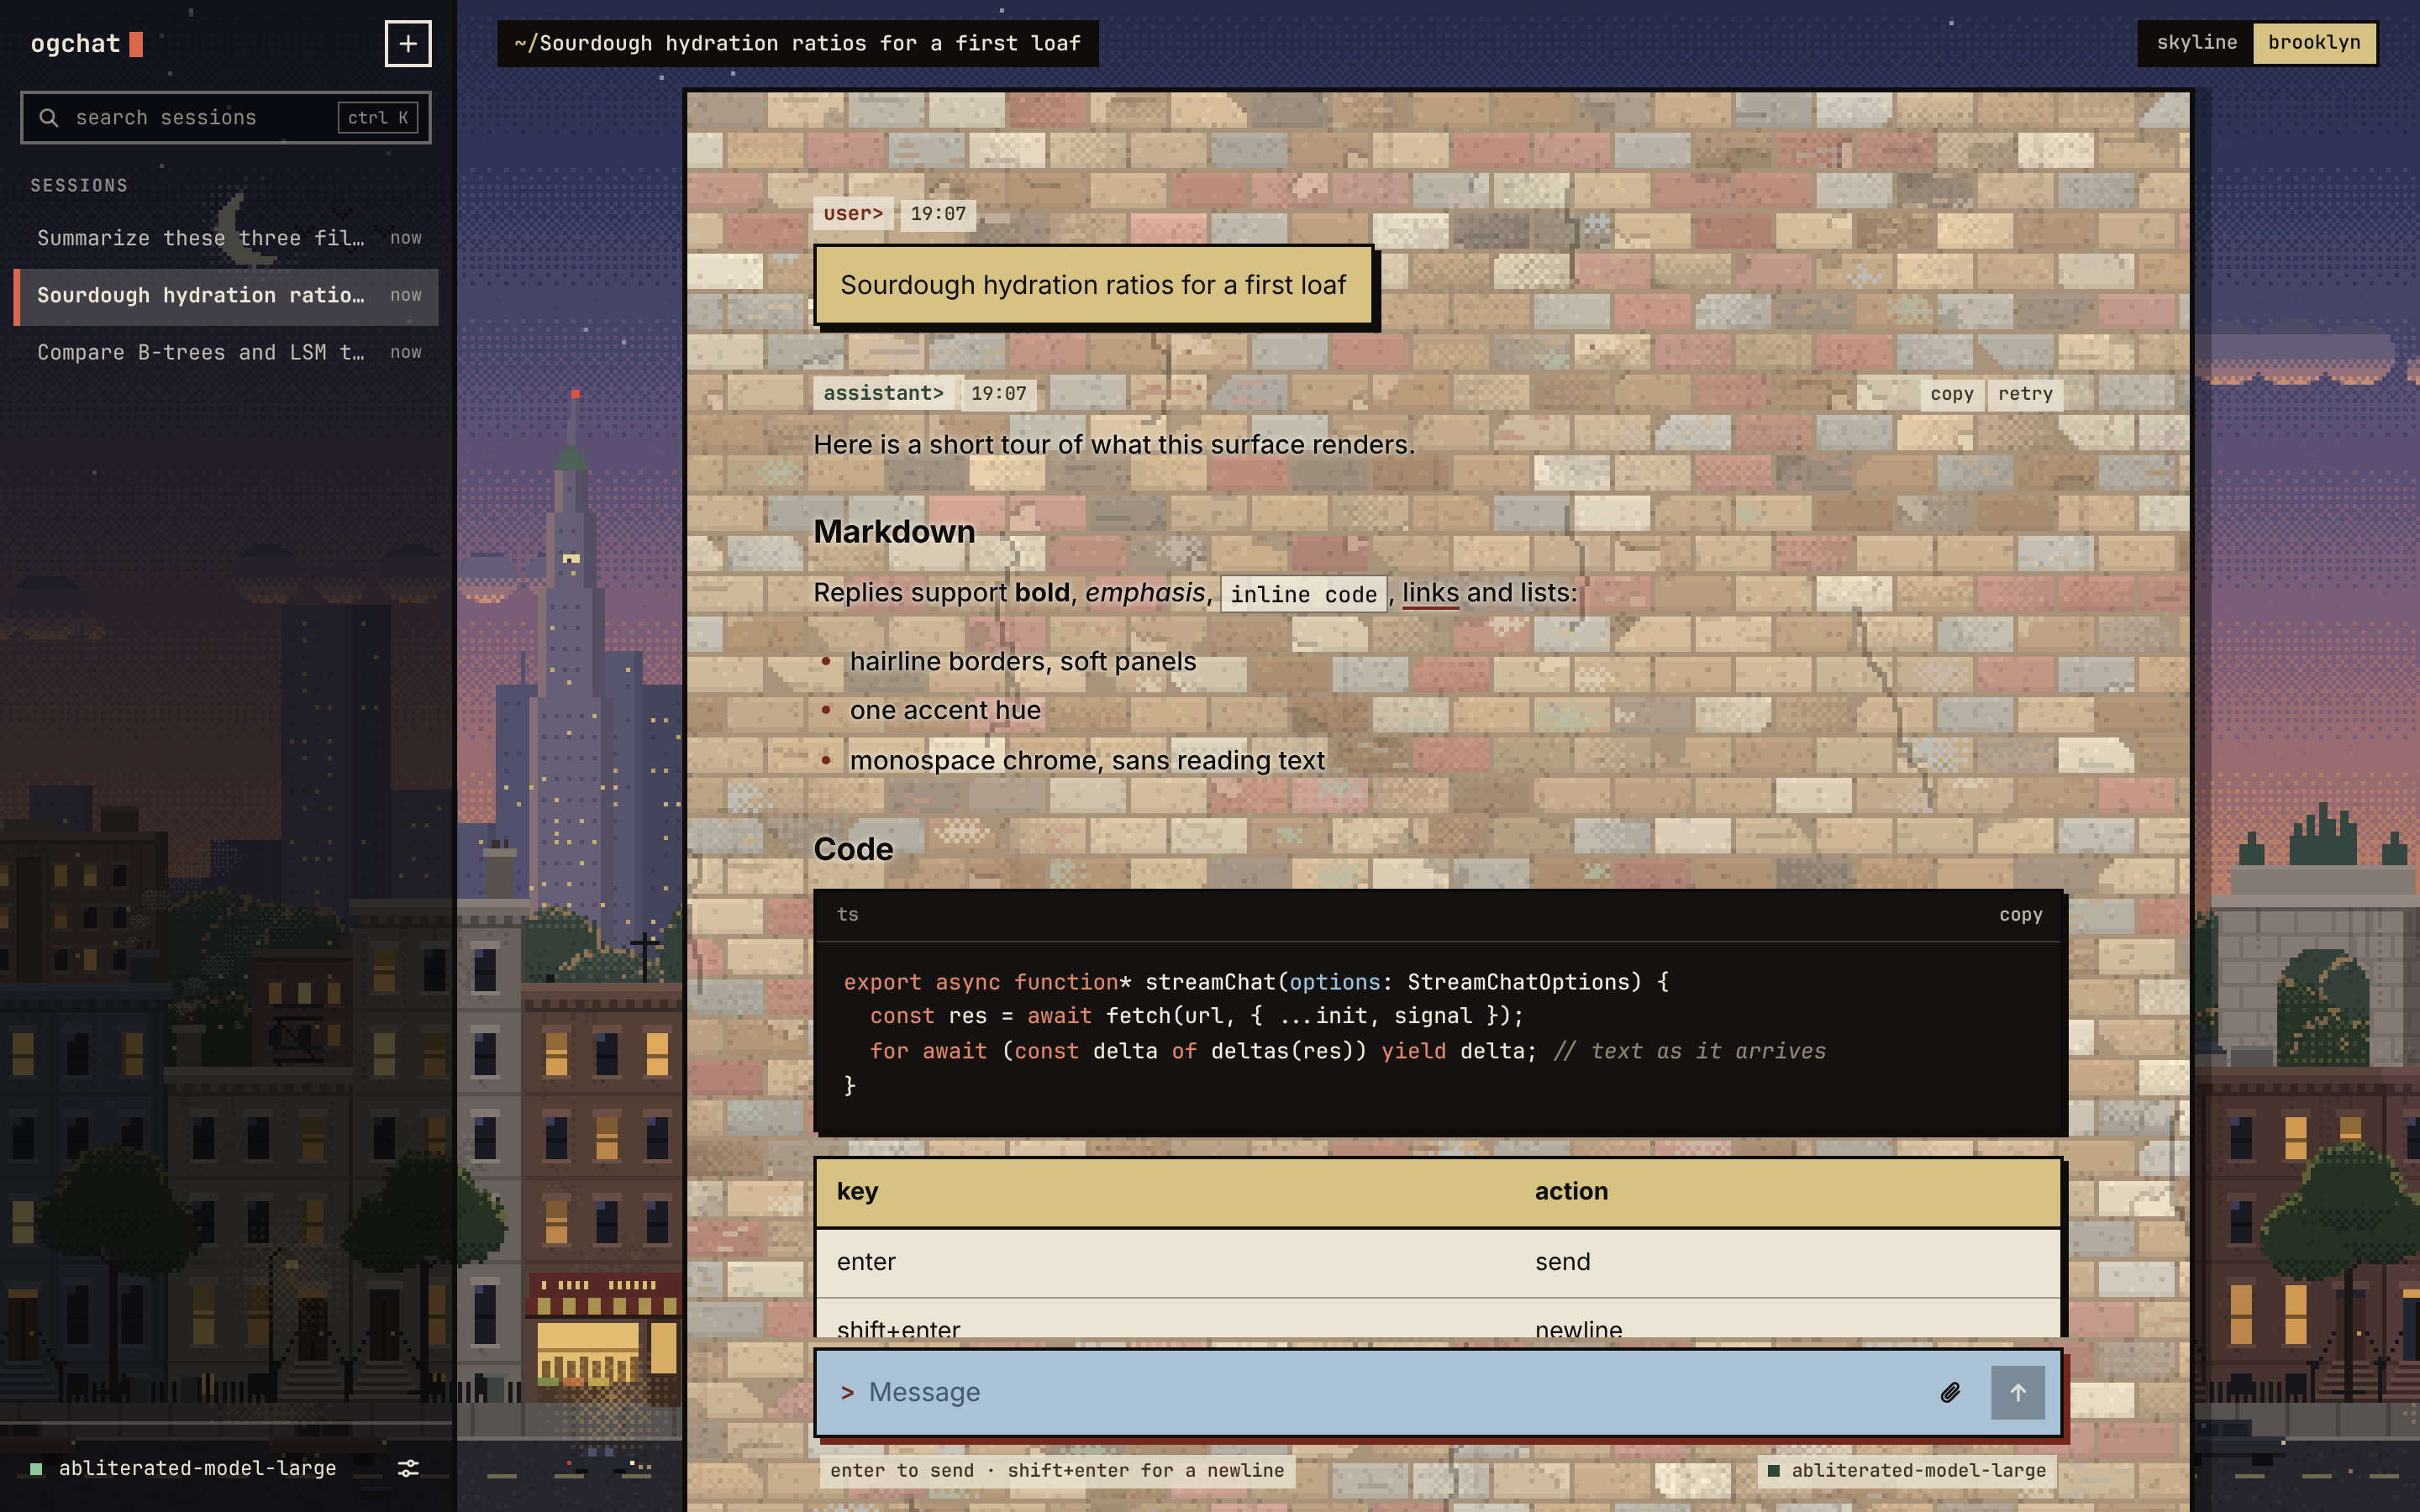 ogchat
+
~/Sourdough hydration ratios for a first loaf
skyline
brooklyn
search sessions
ctrl K
SESSIONS
Summarize these three fil… now
Sourdough hydration ratio… now
Compare B-trees and LSM t… now
user> 19:07
Sourdough hydration ratios for a first loaf
assistant> 19:07
copy
retry
Here is a short tour of what this surface renders.
Markdown
Replies support bold, emphasis, inline code, links and lists:
• hairline borders, soft panels
• one accent hue
• monospace chrome, sans reading text
Code
ts
copy
export async function* streamChat(options: StreamChatOptions) {
  const res = await fetch(url, { ...init, signal });
  for await (const delta of deltas(res)) yield delta; // text as it arrives
}
key action
enter send
shift+enter newline
> Message
enter to send · shift+enter for a newline
abliterated-model-large
abliterated-model-large